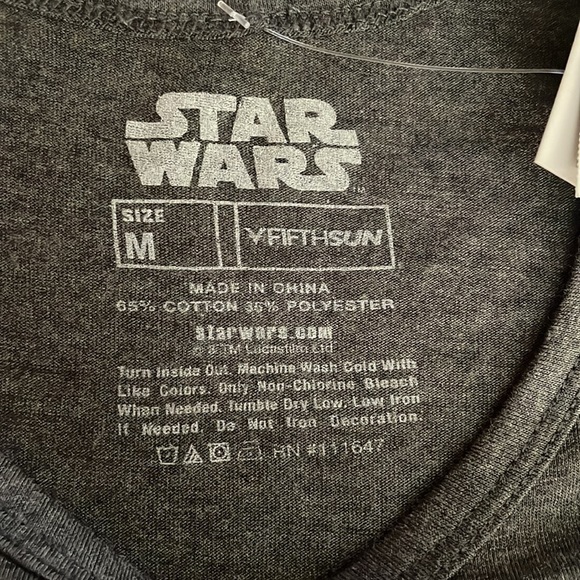 STAR
WARS
TM
SIZE
M
FIFTHSUN
MADE IN CHINA
65% COTTON 35% POLYESTER
starwars.com
© & TM Lucasfilm Ltd
Turn Inside Out. Machine Wash Cold With
Like Colors. Only Non-Chlorine Bleach
When Needed. Tumble Dry Low. Low Iron
If Needed. Do Not Iron Decoration.
RN #111647